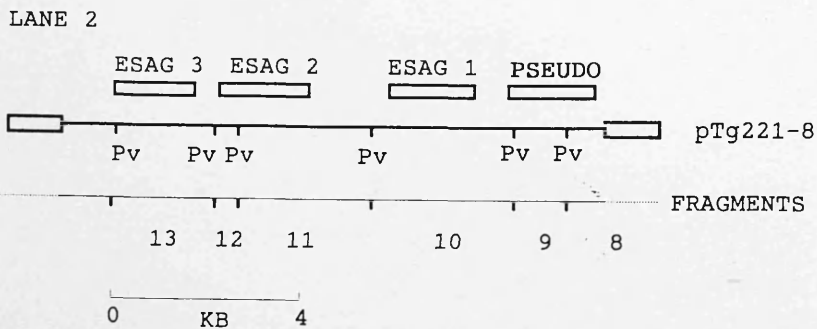 LANE 2
ESAG 3 ESAG 2 ESAG 1 PSEUDO
pTg221-8
Pv Pv Pv Pv Pv Pv
FRAGMENTS
13 12 11 10 9 8
0 KB 4